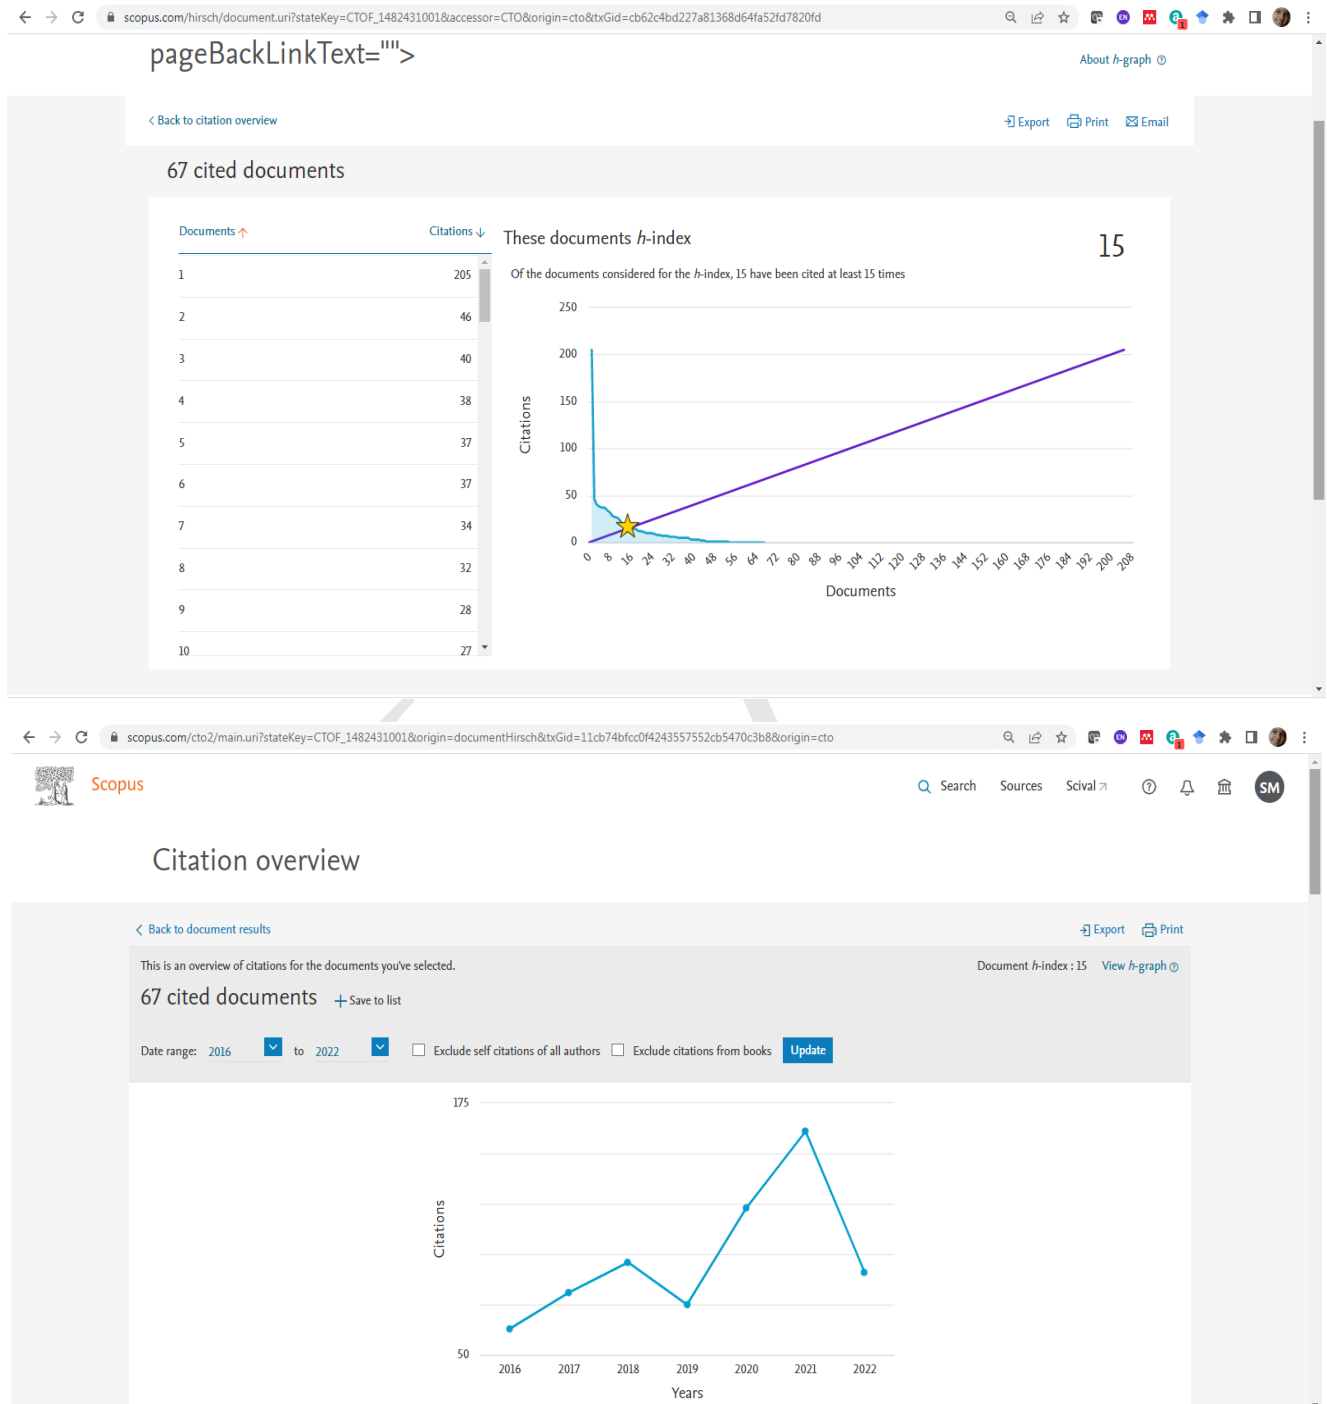 scopus.com/hirsch/document.uri?stateKey=CTOF_1482431001&accessor=CTO&origin=cto&txGid=cb62c4bd227a81368d64fa52fd7820fd
pageBackLinkText="">
About h-graph
Back to citation overview
Export Print Email
67 cited documents
Documents Citations
1 205
2 46
3 40
4 38
5 37
6 37
7 34
8 32
9 28
10 27
These documents h-index 15
Of the documents considered for the h-index, 15 have been cited at least 15 times
250
200
150
100
50
0
Citations
0 8 16 24 32 40 48 56 64 72 80 88 96 104 112 120 128 136 144 152 160 168 176 184 192 200 208
Documents
scopus.com/cto2/main.uri?stateKey=CTOF_1482431001&origin=documentHirsch&txGid=11cb74bfcc0f4243557552cb5470c3b8&origin=cto
Scopus
Search Sources Scival SM
Citation overview
Back to document results
Export Print
This is an overview of citations for the documents you've selected.
Document h-index : 15 View h-graph
67 cited documents + Save to list
Date range: 2016 to 2022 Exclude self citations of all authors Exclude citations from books Update
175
Citations
50
2016 2017 2018 2019 2020 2021 2022
Years